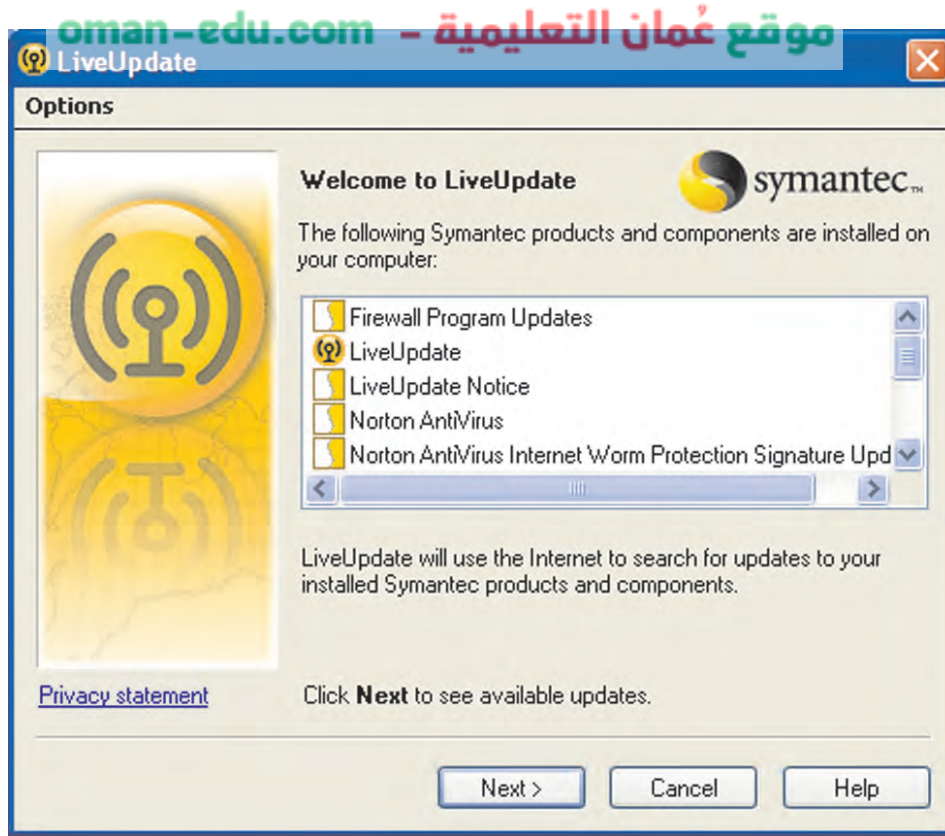 oman-edu.com - موقع عُمان التعليمية
LiveUpdate
Options
Welcome to LiveUpdate
symantec™
The following Symantec products and components are installed on
your computer:
Firewall Program Updates
LiveUpdate
LiveUpdate Notice
Norton AntiVirus
Norton AntiVirus Internet Worm Protection Signature Upd
LiveUpdate will use the Internet to search for updates to your
installed Symantec products and components.
Privacy statement
Click Next to see available updates.
Next >
Cancel
Help